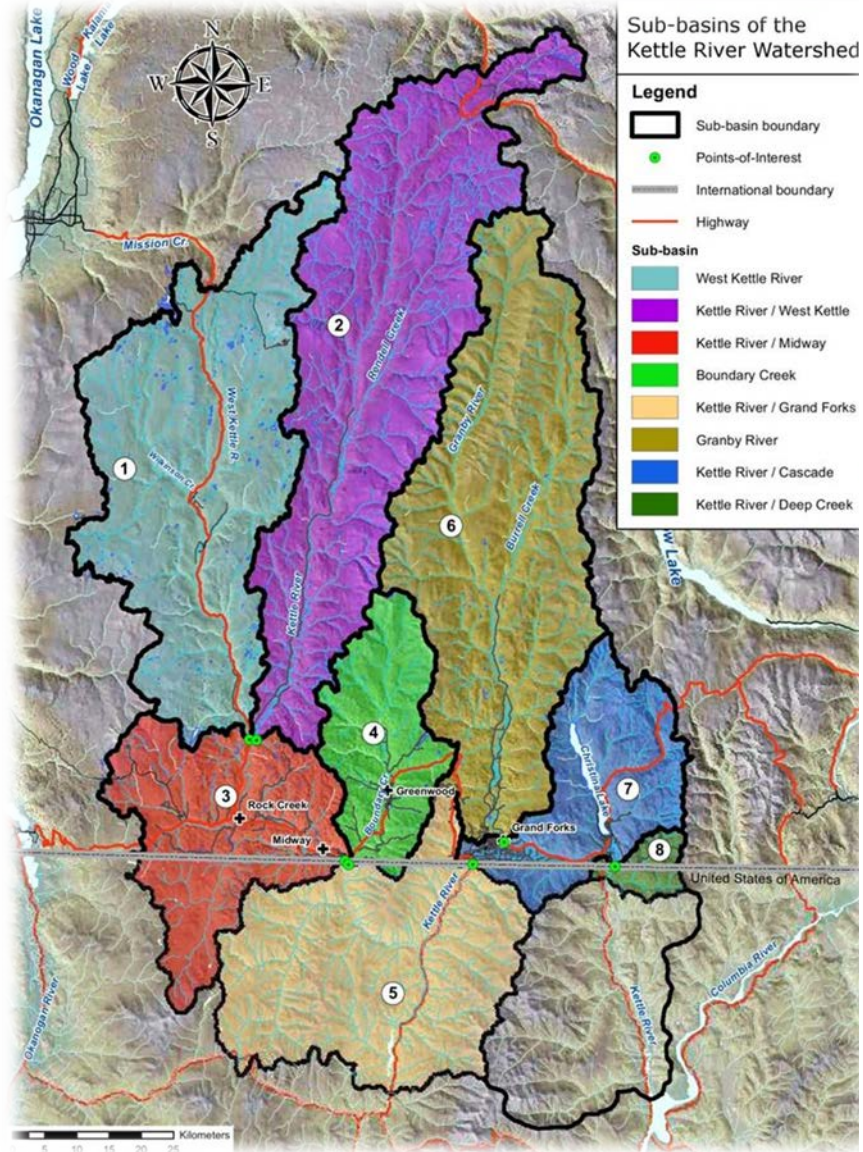 Sub-basins of the
Kettle River Watershed
Legend
Sub-basin boundary
Points-of-Interest
International boundary
Highway
Sub-basin
West Kettle River
Kettle River / West Kettle
Kettle River / Midway
Boundary Creek
Kettle River / Grand Forks
Granby River
Kettle River / Cascade
Kettle River / Deep Creek
Okanagan Lake
Wood
Lake
Kalama
Lake
N
W
E
S
Mission Cr.
2
Rendell Creek
West Kettle R.
1
Wilkinson Cr.
Granby River
6
Burrell Creek
Kettle River
Lake
4
3
Rock Creek
Boundary Cr.
Greenwood
Christina Lake
7
Midway
Grand Forks
8
United States of America
Kettle River
5
Okanogan River
Kettle River
Columbia River
0 5 10 15 20 25
Kilometers